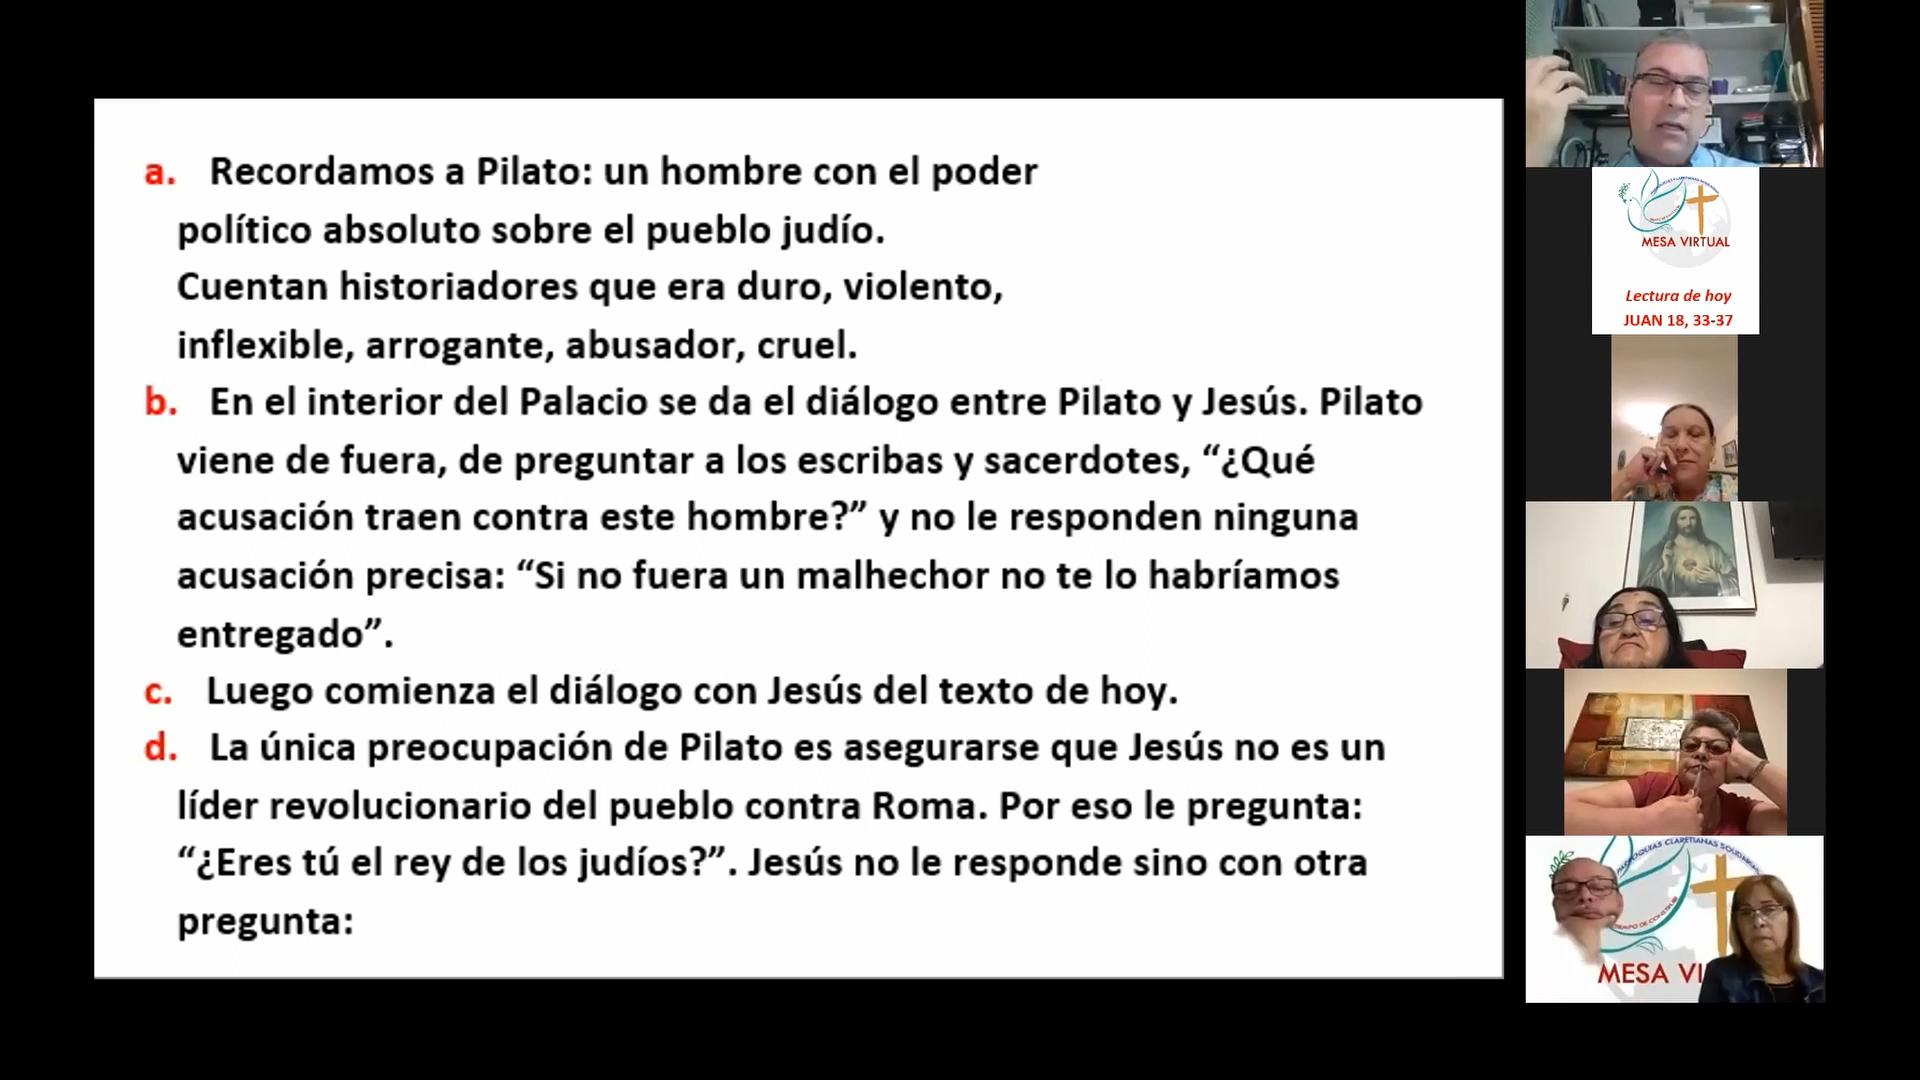 a. Recordamos a Pilato: un hombre con el poder
político absoluto sobre el pueblo judío.
Cuentan historiadores que era duro, violento,
inflexible, arrogante, abusador, cruel.
b. En el interior del Palacio se da el diálogo entre Pilato y Jesús. Pilato
viene de fuera, de preguntar a los escribas y sacerdotes, “¿Qué
acusación traen contra este hombre?” y no le responden ninguna
acusación precisa: “Si no fuera un malhechor no te lo habríamos
entregado”.
c. Luego comienza el diálogo con Jesús del texto de hoy.
d. La única preocupación de Pilato es asegurarse que Jesús no es un
líder revolucionario del pueblo contra Roma. Por eso le pregunta:
“¿Eres tú el rey de los judíos?”. Jesús no le responde sino con otra
pregunta:
MESA VIRTUAL
Lectura de hoy
JUAN 18, 33-37
CLARETIANAS
MESA VI